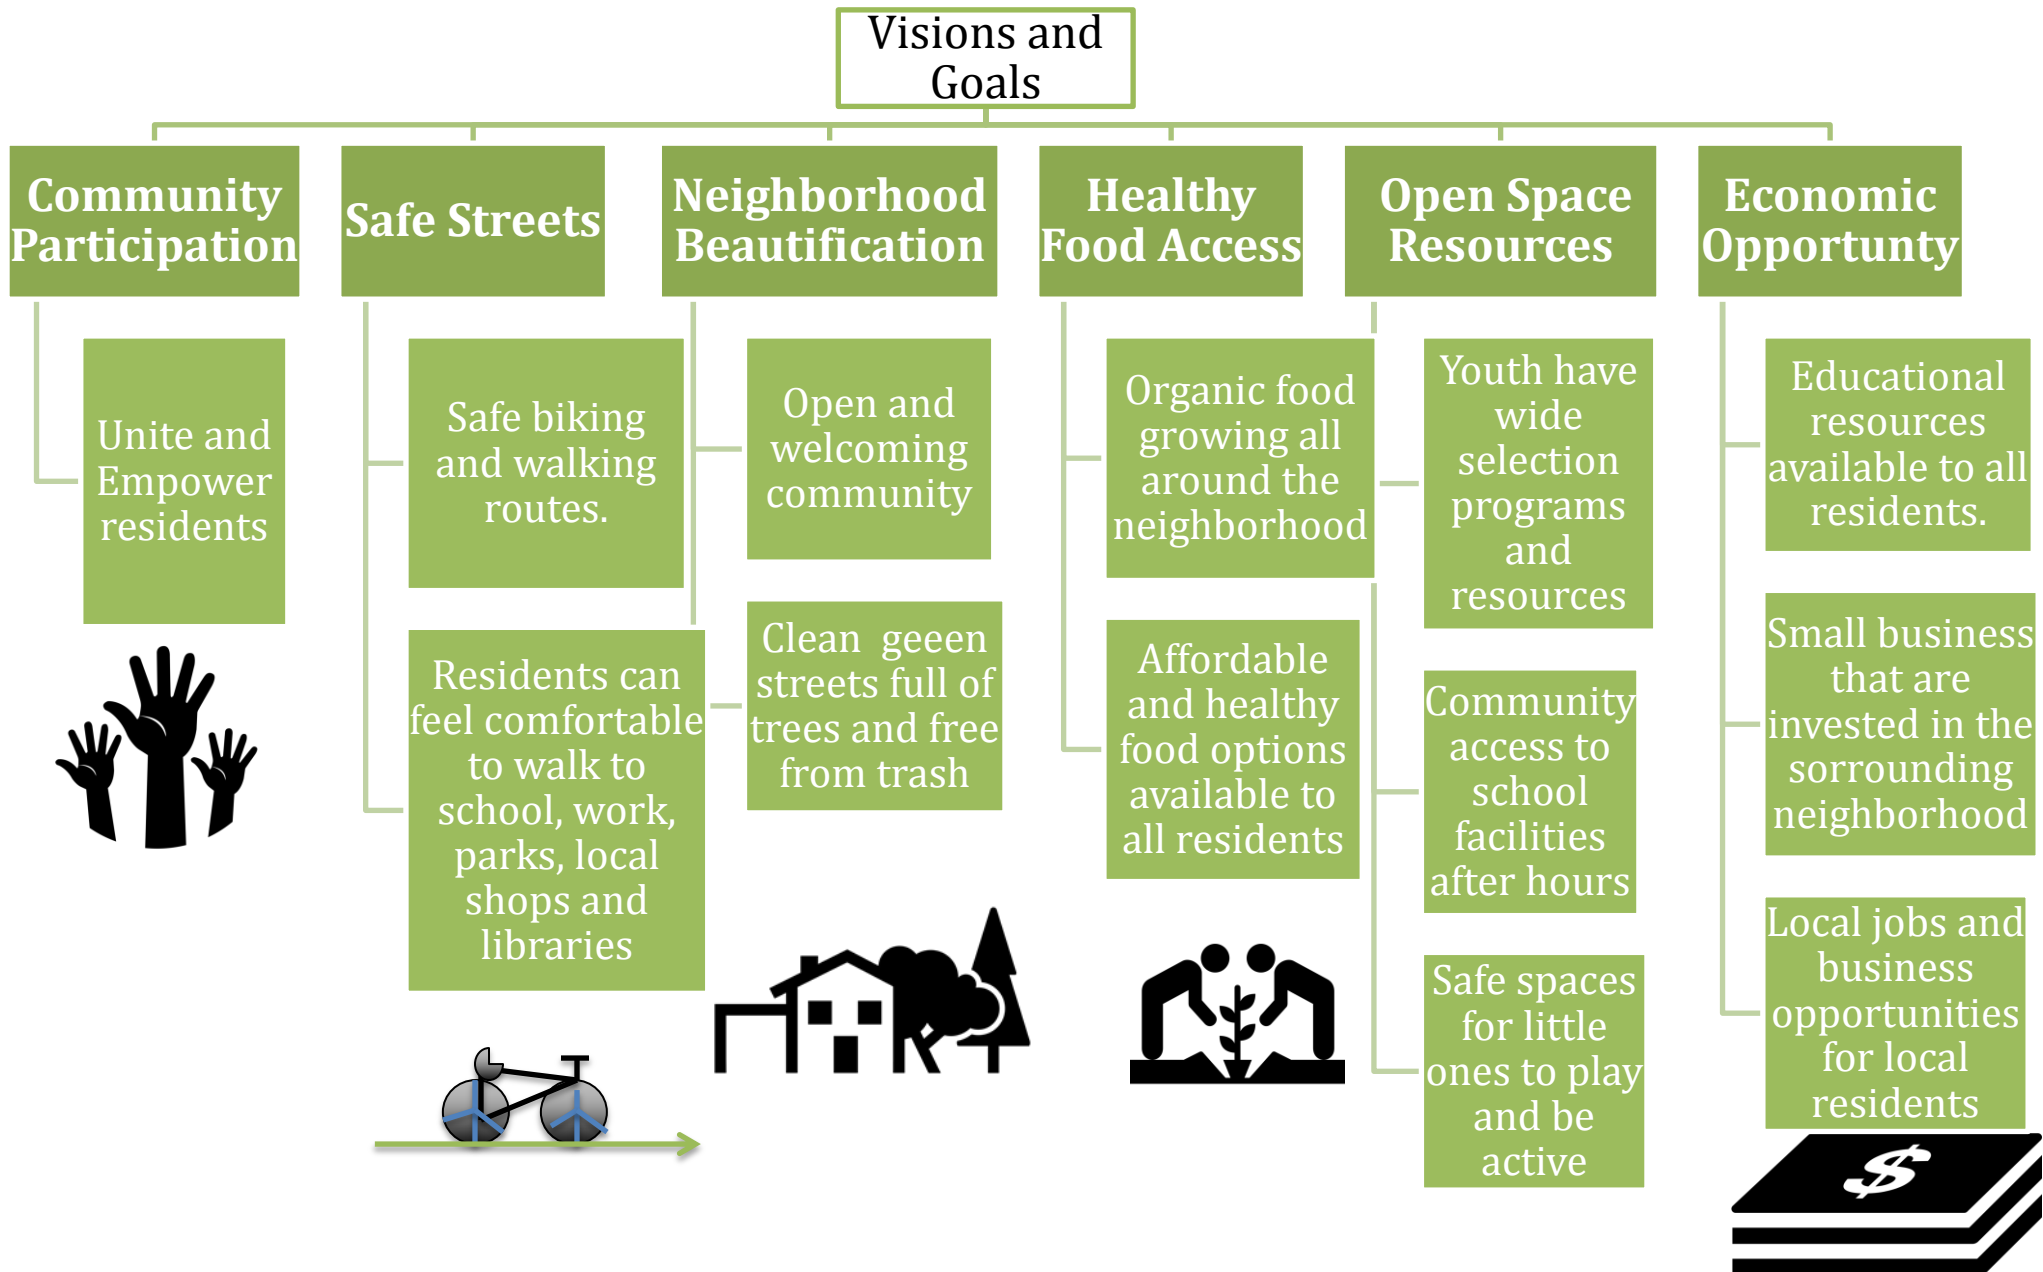 Visions and
Goals
Community
Participation
Unite and
Empower
residents
Safe Streets
Safe biking
and walking
routes.
Residents can
feel comfortable
to walk to
school, work,
parks, local
shops and
libraries
Neighborhood
Beautification
Open and
welcoming
community
Clean geeen
streets full of
trees and free
from trash
Healthy
Food Access
Organic food
growing all
around the
neighborhood
Affordable
and healthy
food options
available to
all residents
Open Space
Resources
Youth have
wide
selection
programs
and
resources
Community
access to
school
facilities
after hours
Safe spaces
for little
ones to play
and be
active
Economic
Opportunty
Educational
resources
available to all
residents.
Small business
that are
invested in the
sorrounding
neighborhood
Local jobs and
business
opportunities
for local
residents
$